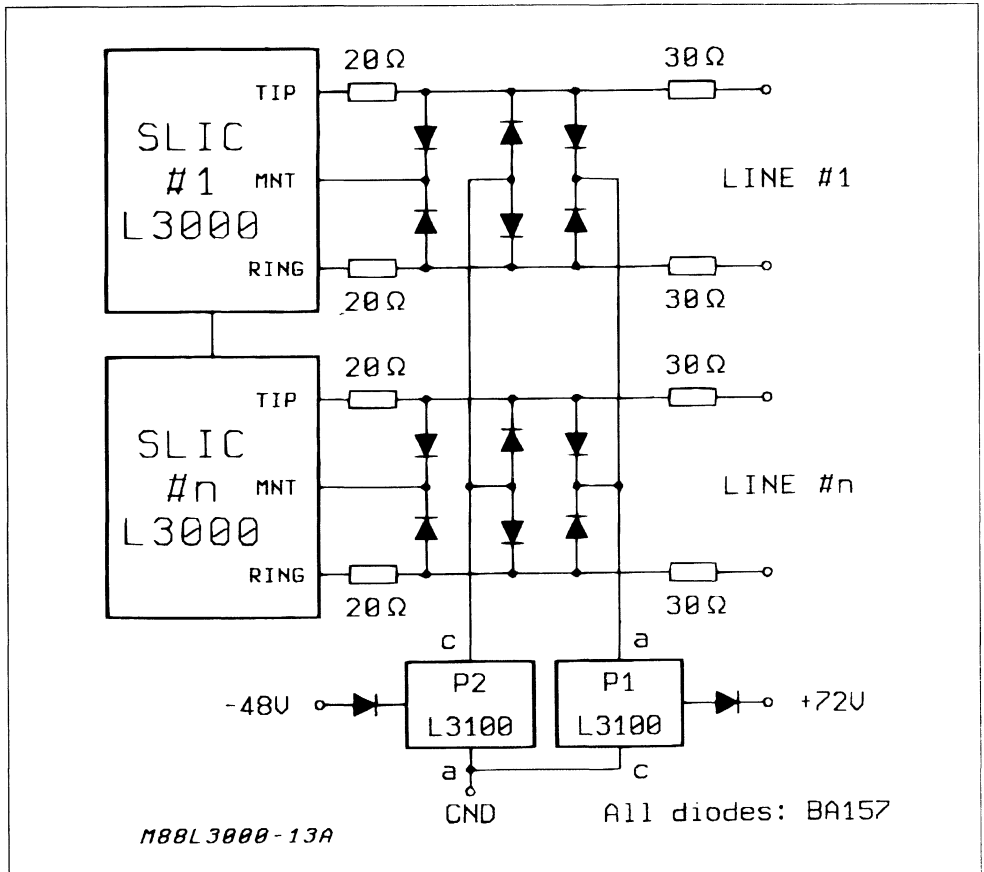 20Ω
30Ω
TIP
SLIC
#1
L3000
MNT
LINE #1
RING
20Ω
30Ω
20Ω
30Ω
TIP
SLIC
#n
L3000
MNT
LINE #n
RING
20Ω
30Ω
c
a
-48V
P2
L3100
P1
L3100
+72V
a
c
GND
All diodes: BA157
M88L3000-13A